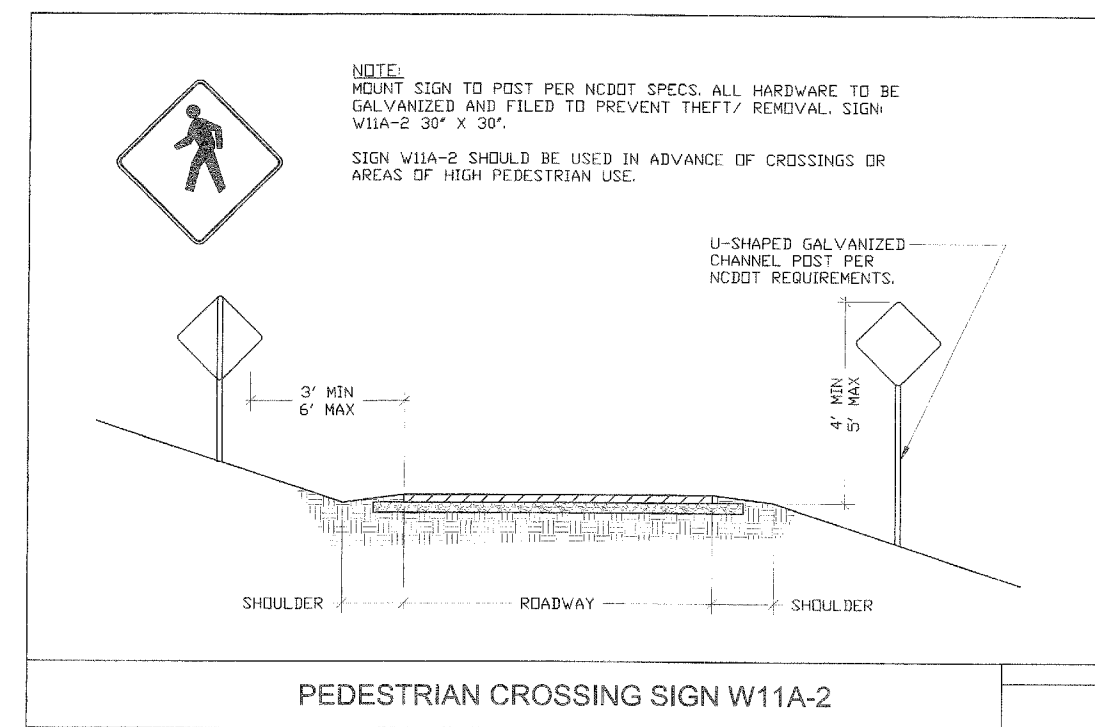 NOTE:
MOUNT SIGN TO POST PER NCDOT SPECS. ALL HARDWARE TO BE
GALVANIZED AND FILED TO PREVENT THEFT/ REMOVAL. SIGN:
W11A-2 30" X 30".
SIGN W11A-2 SHOULD BE USED IN ADVANCE OF CROSSINGS OR
AREAS OF HIGH PEDESTRIAN USE.
U-SHAPED GALVANIZED
CHANNEL POST PER
NCDOT REQUIREMENTS.
3' MIN
6' MAX
4' MIN
5' MAX
SHOULDER
ROADWAY
SHOULDER
PEDESTRIAN CROSSING SIGN W11A-2